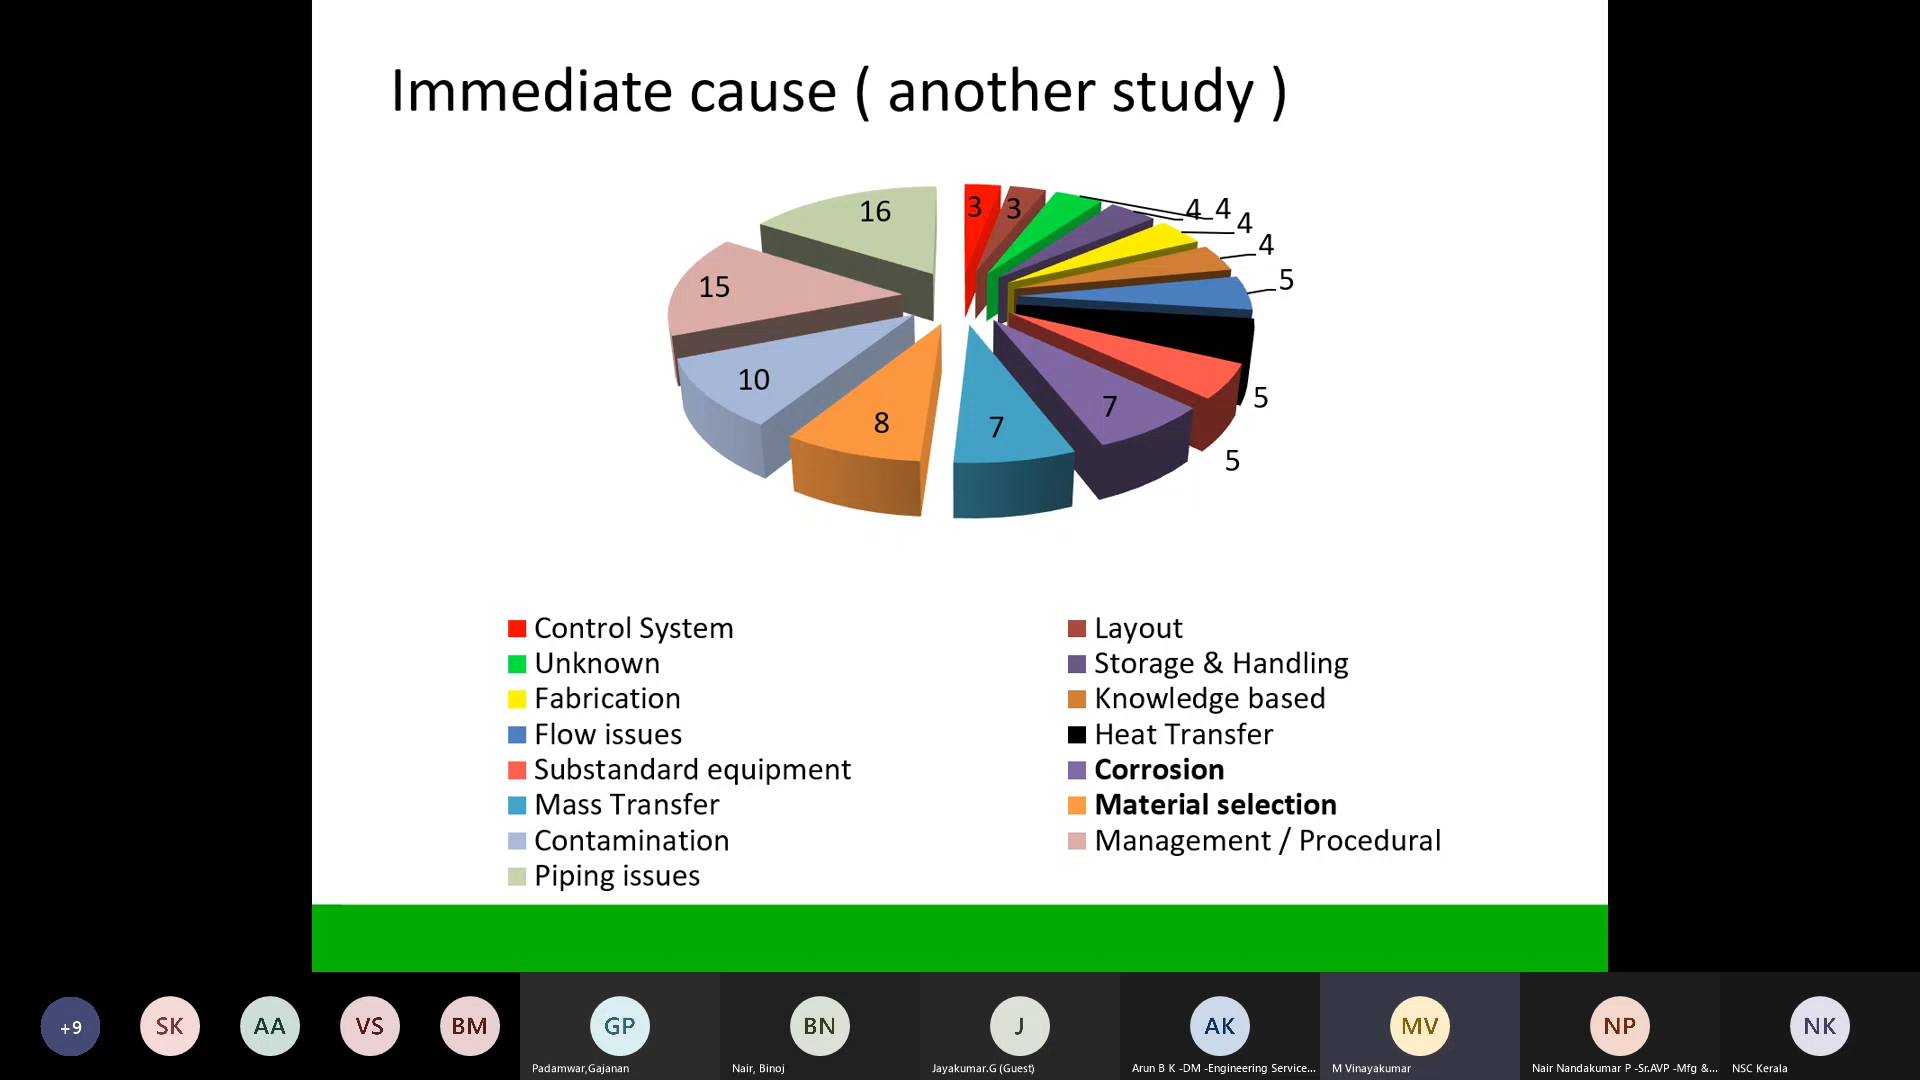 Immediate cause ( another study )
3
3
4
4
4
4
5
5
5
7
7
8
10
15
16
Control System
Layout
Unknown
Storage & Handling
Fabrication
Knowledge based
Flow issues
Heat Transfer
Substandard equipment
Corrosion
Mass Transfer
Material selection
Contamination
Management / Procedural
Piping issues
+9
SK
AA
VS
BM
GP
BN
J
AK
MV
NP
NK
Padamwar,Gajanan
Nair, Binoj
Jayakumar.G (Guest)
Arun B K -DM -Engineering Service...
M Vinayakumar
Nair Nandakumar P -Sr.AVP -Mfg &...
NSC Kerala